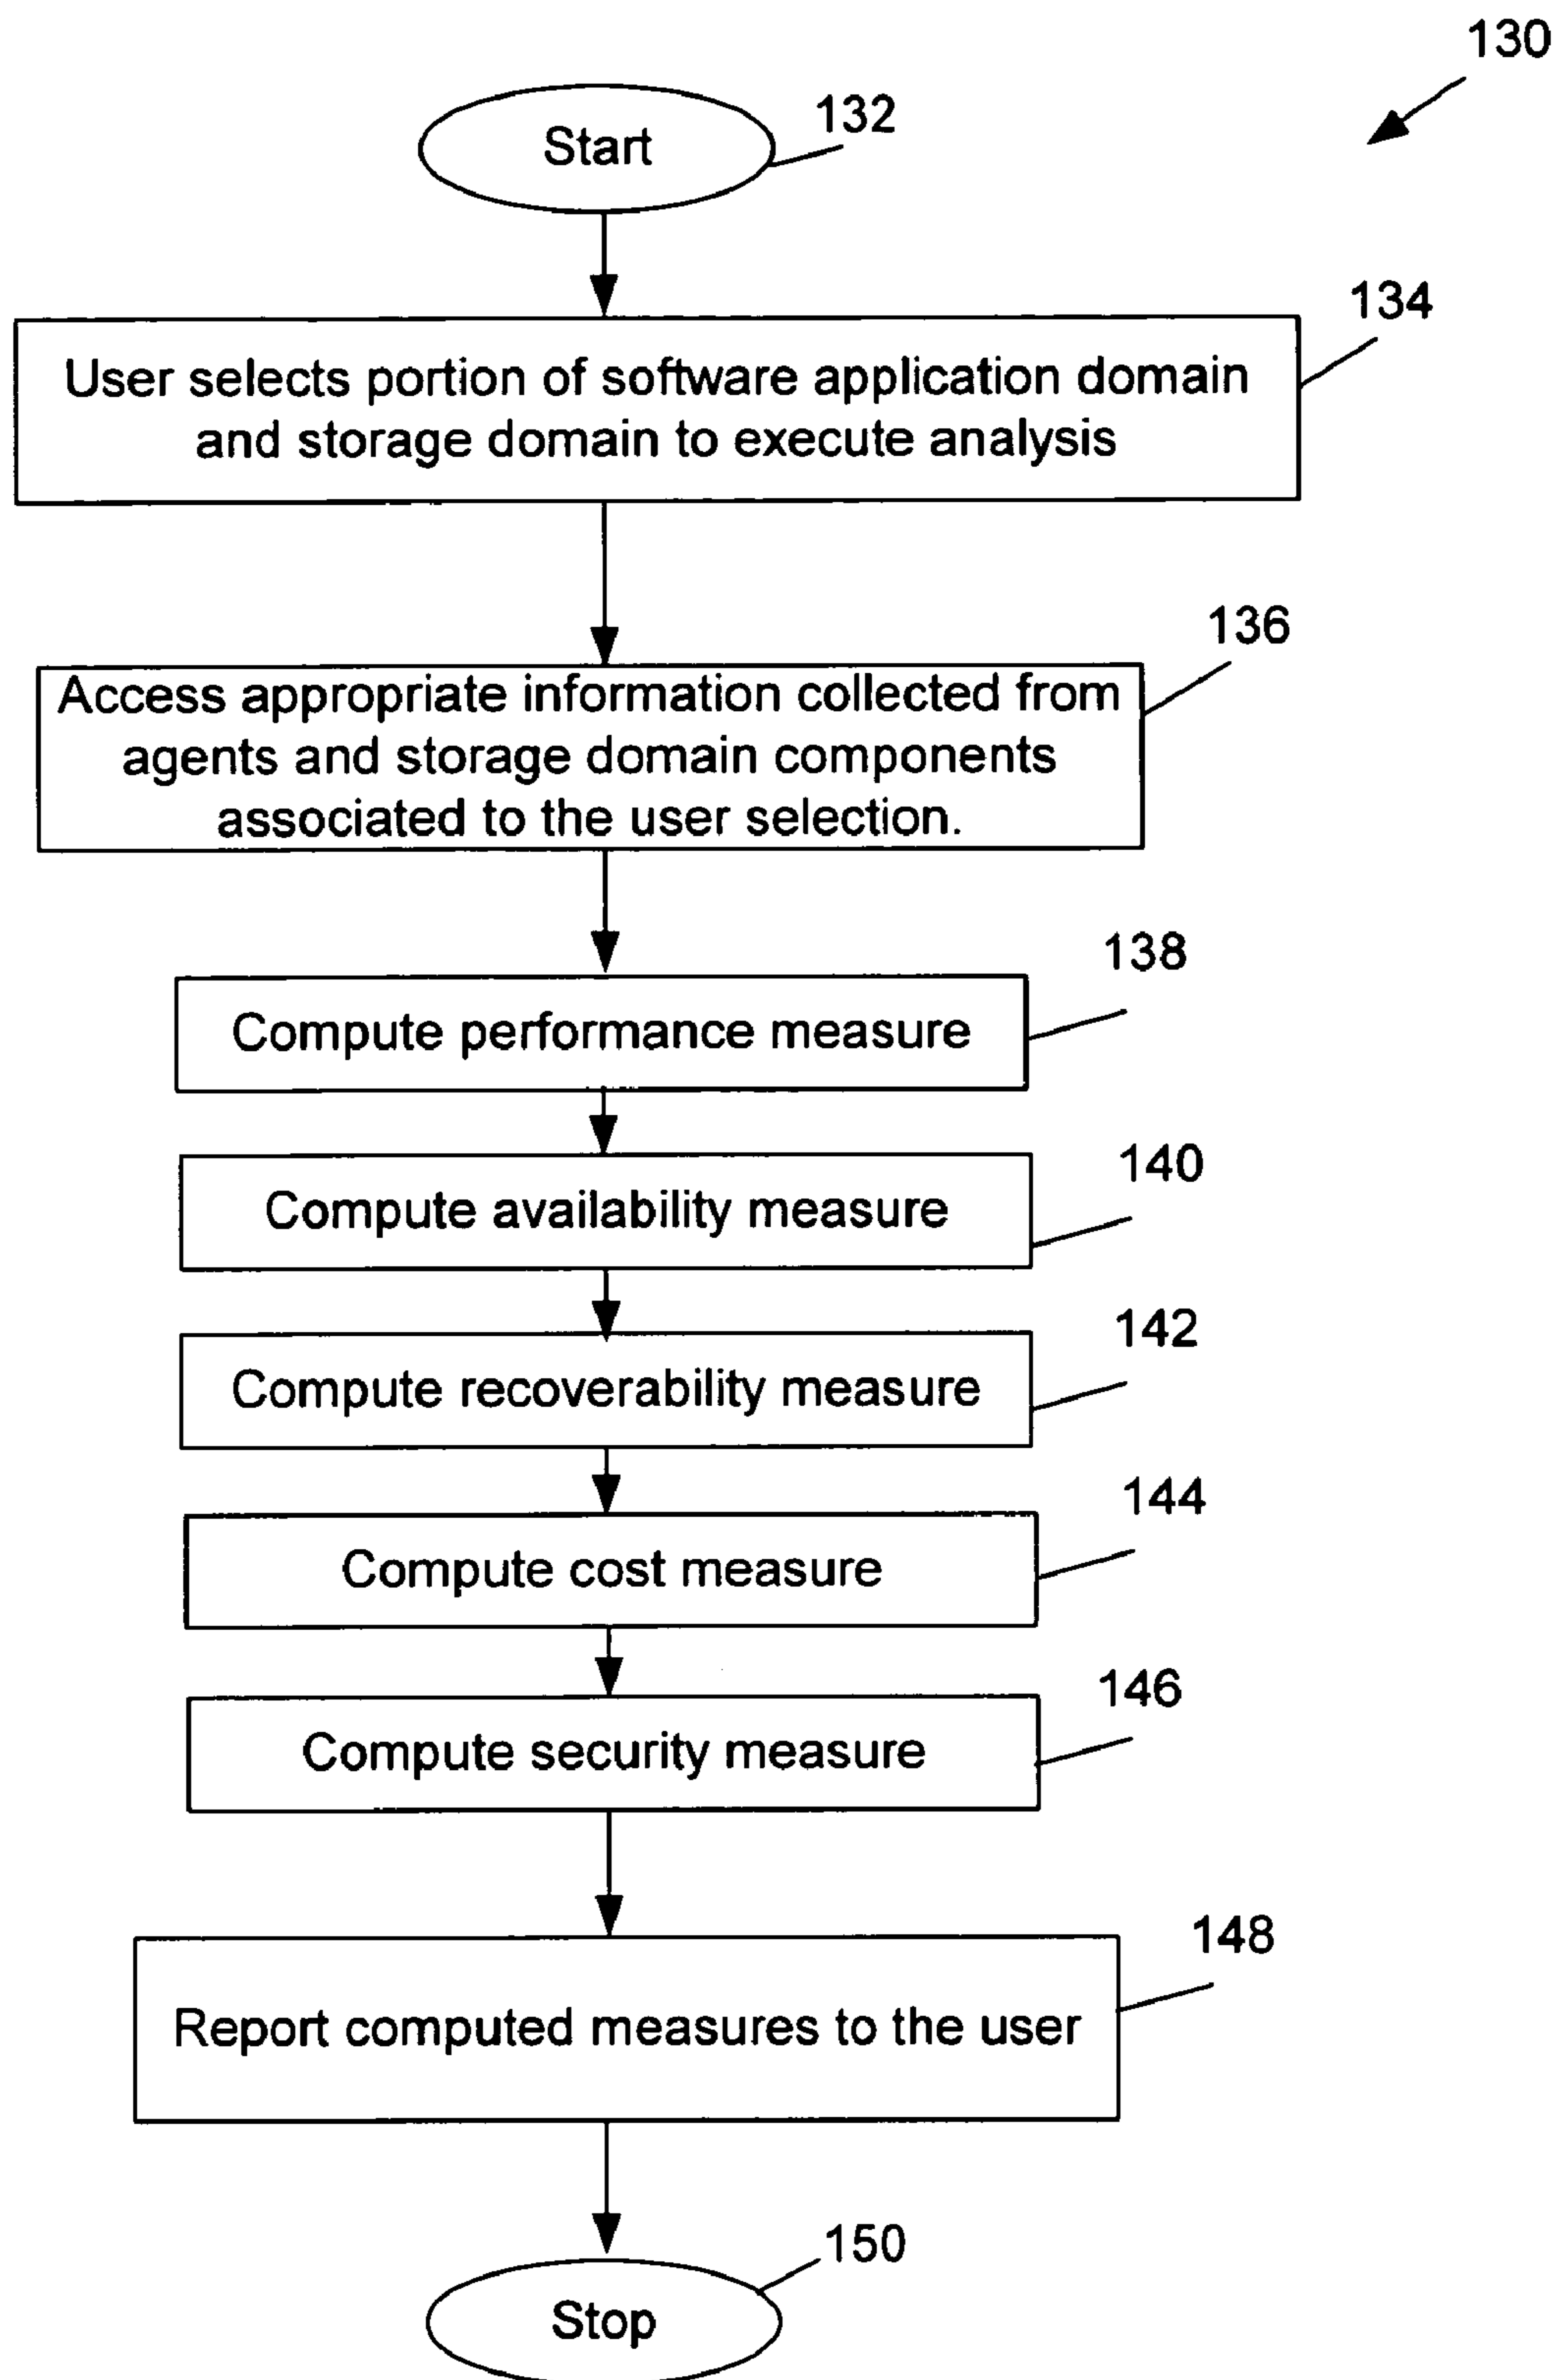 130
132
Start
134
User selects portion of software application domain
and storage domain to execute analysis
136
Access appropriate information collected from
agents and storage domain components
associated to the user selection.
138
Compute performance measure
140
Compute availability measure
142
Compute recoverability measure
144
Compute cost measure
146
Compute security measure
148
Report computed measures to the user
150
Stop